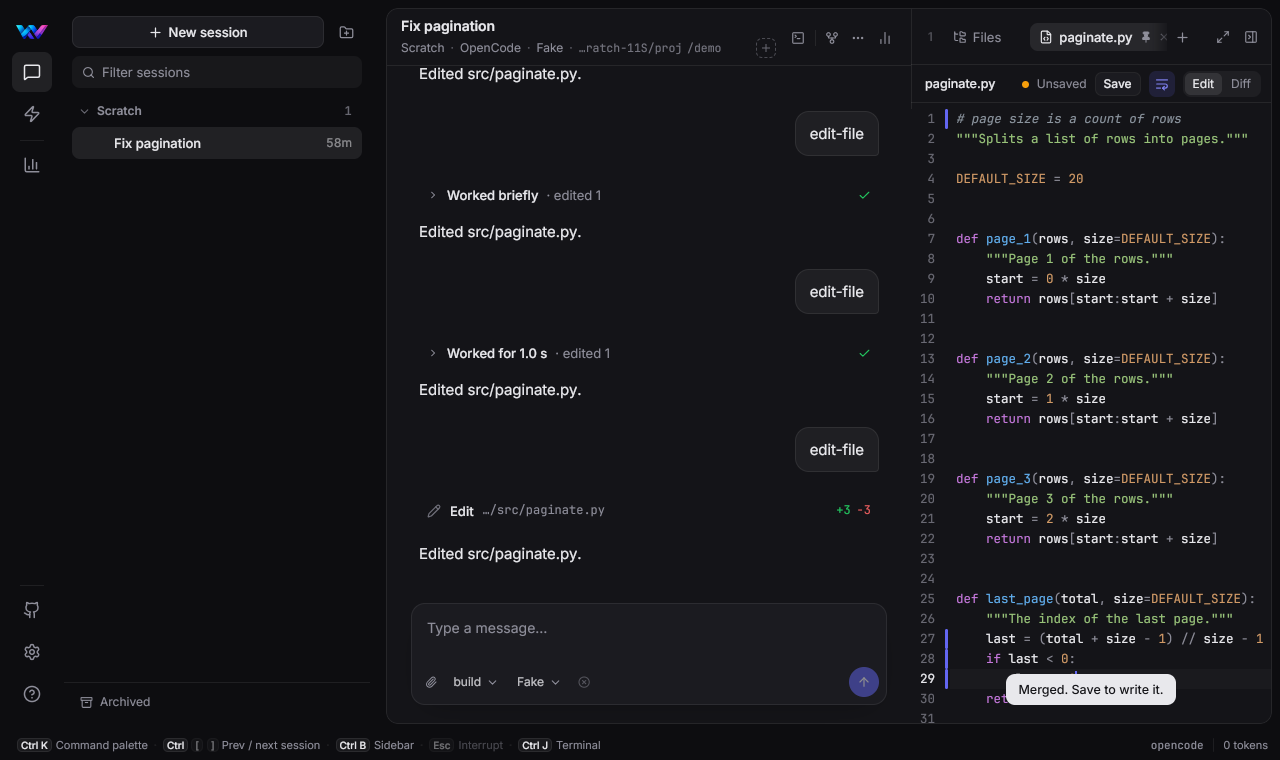 New session
Filter sessions
Scratch 1
Fix pagination 58m
Archived
Fix pagination
Scratch · OpenCode · Fake · …ratch-11S/proj /demo
Edited src/paginate.py.
edit-file
Worked briefly · edited 1
Edited src/paginate.py.
edit-file
Worked for 1.0 s · edited 1
Edited src/paginate.py.
edit-file
Edit …/src/paginate.py +3 -3
Edited src/paginate.py.
Type a message...
build Fake
1 Files paginate.py
paginate.py Unsaved Save Edit Diff
1 # page size is a count of rows
2 """Splits a list of rows into pages."""
3
4 DEFAULT_SIZE = 20
5
6
7 def page_1(rows, size=DEFAULT_SIZE):
8 """Page 1 of the rows."""
9 start = 0 * size
10 return rows[start:start + size]
11
12
13 def page_2(rows, size=DEFAULT_SIZE):
14 """Page 2 of the rows."""
15 start = 1 * size
16 return rows[start:start + size]
17
18
19 def page_3(rows, size=DEFAULT_SIZE):
20 """Page 3 of the rows."""
21 start = 2 * size
22 return rows[start:start + size]
23
24
25 def last_page(total, size=DEFAULT_SIZE):
26 """The index of the last page."""
27 last = (total + size - 1) // size - 1
28 if last < 0:
29
30
31
Merged. Save to write it.
Ctrl K Command palette · Ctrl [ ] Prev / next session · Ctrl B Sidebar · Esc Interrupt · Ctrl J Terminal
opencode 0 tokens